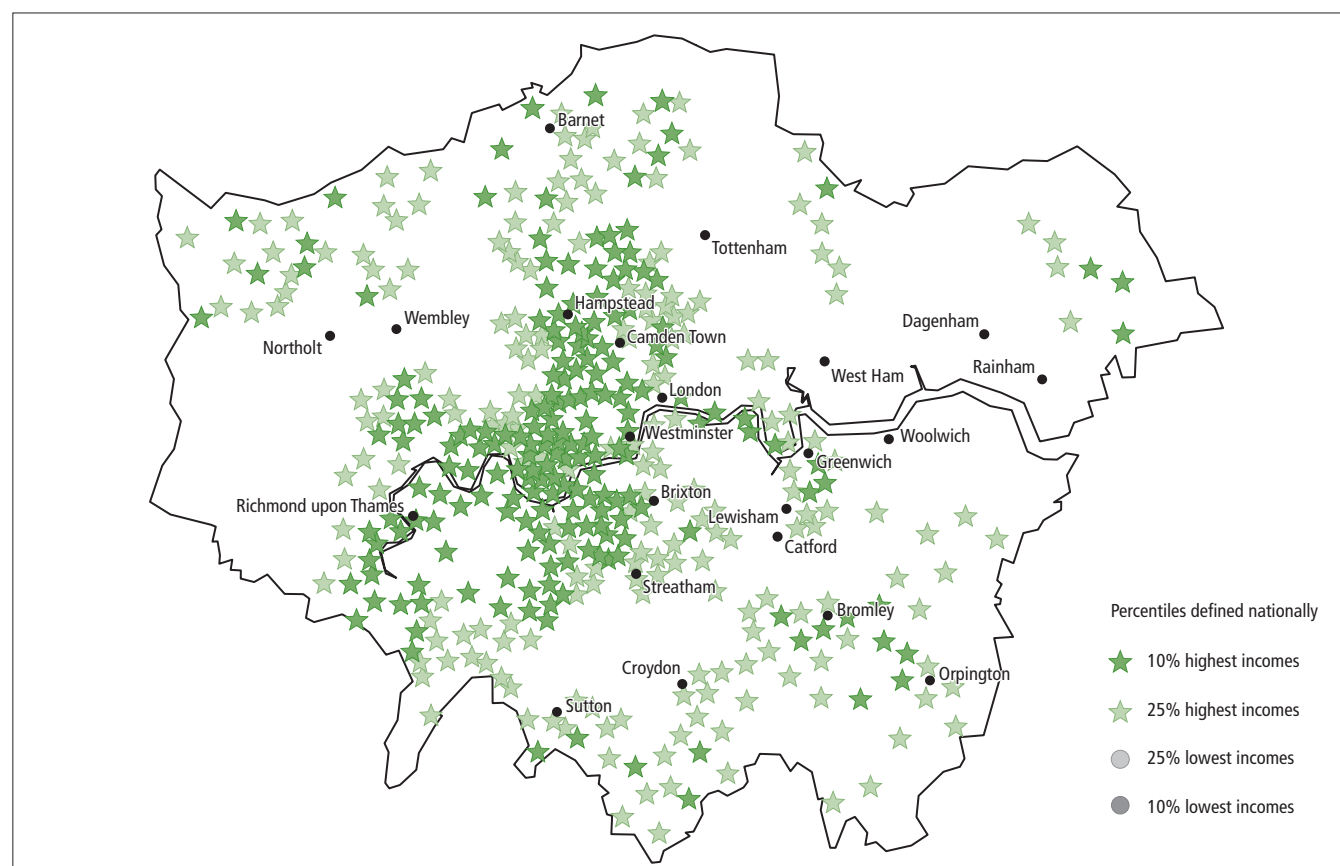 Barnet
Tottenham
Hampstead
Wembley
Northolt
Camden Town
Dagenham
Rainham
West Ham
London
Westminster
Woolwich
Greenwich
Richmond upon Thames
Brixton
Lewisham
Catford
Streatham
Bromley
Croydon
Orpington
Sutton
Percentiles defined nationally
10% highest incomes
25% highest incomes
25% lowest incomes
10% lowest incomes